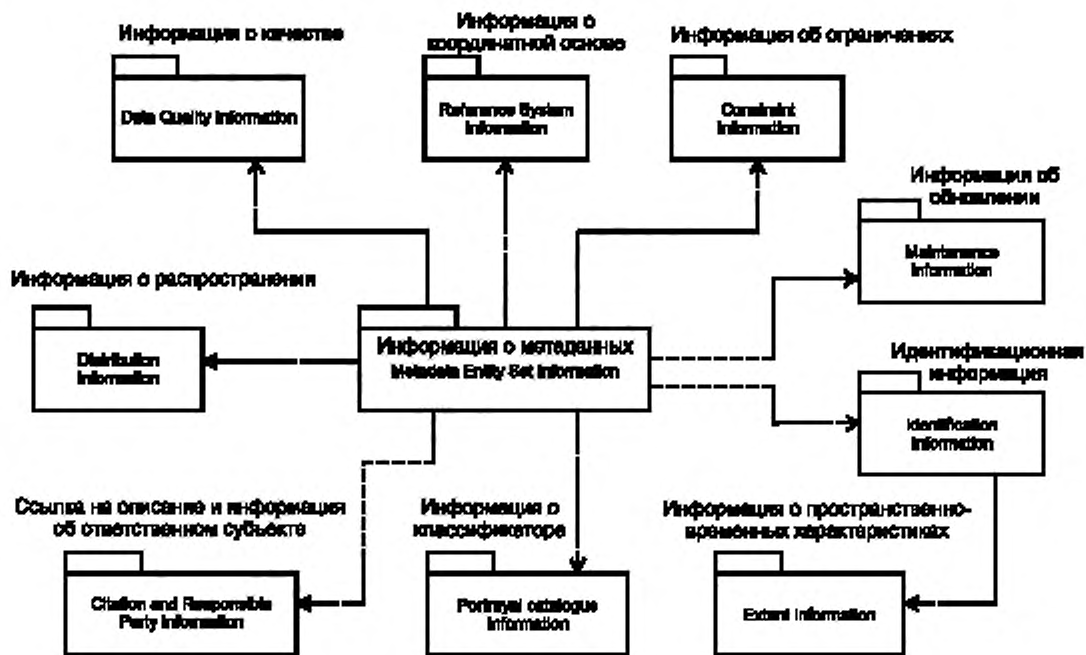 Информация о качестве
Информация о
координатной основе
Информация об ограничениях
Data Quality Information
Reference System
Information
Constraint
Information
Информация об
обновлении
Maintenance
Information
Информация о распространении
Distribution
Information
Информация о метаданных
Metadata Entity Set Information
Идентификационная
информация
Identification
Information
Ссылка на описание и информация
об ответственном субъекте
Citation and Responsible
Party Information
Информация о
классификаторе
Portrayal catalogue
Information
Информация о пространственно-
временных характеристиках
Extent Information